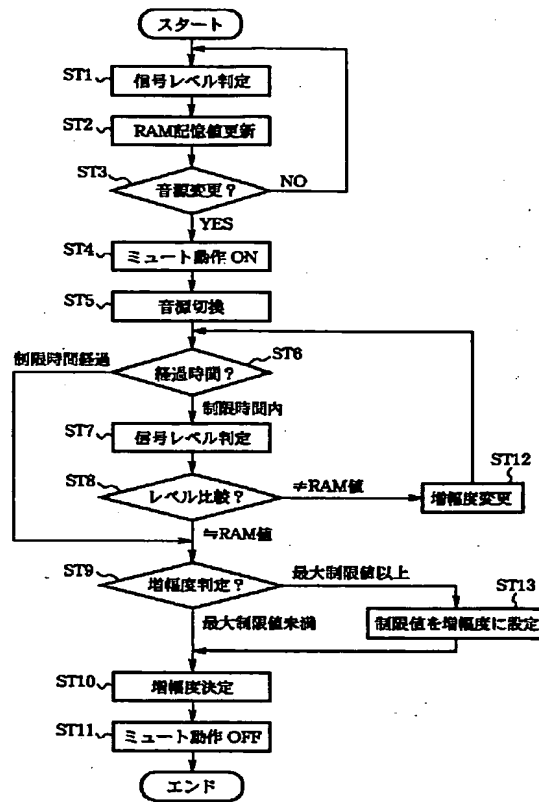 スタート
ST1
信号レベル判定
ST2
RAM記憶値更新
ST3
音源変更？
NO
YES
ST4
ミュート動作 ON
ST5
音源切換
制限時間経過
経過時間？
ST6
制限時間内
ST7
信号レベル判定
ST8
レベル比較？
≠RAM値
ST12
増幅度変更
≒RAM値
ST9
増幅度判定？
最大制限値以上
ST13
制限値を増幅度に設定
最大制限値未満
ST10
増幅度決定
ST11
ミュート動作 OFF
エンド